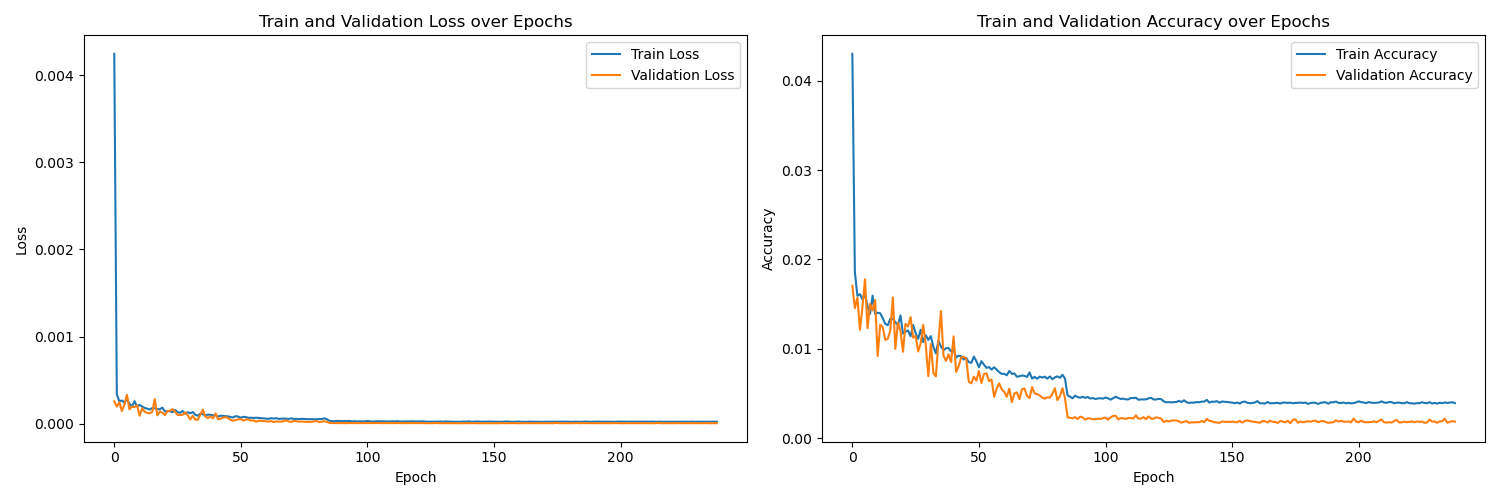 Train and Validation Loss over Epochs
Train Loss
Validation Loss
0.004
0.003
0.002
0.001
0.000
Loss
0 50 100 150 200
Epoch
Train and Validation Accuracy over Epochs
Train Accuracy
Validation Accuracy
0.04
0.03
0.02
0.01
0.00
Accuracy
0 50 100 150 200
Epoch